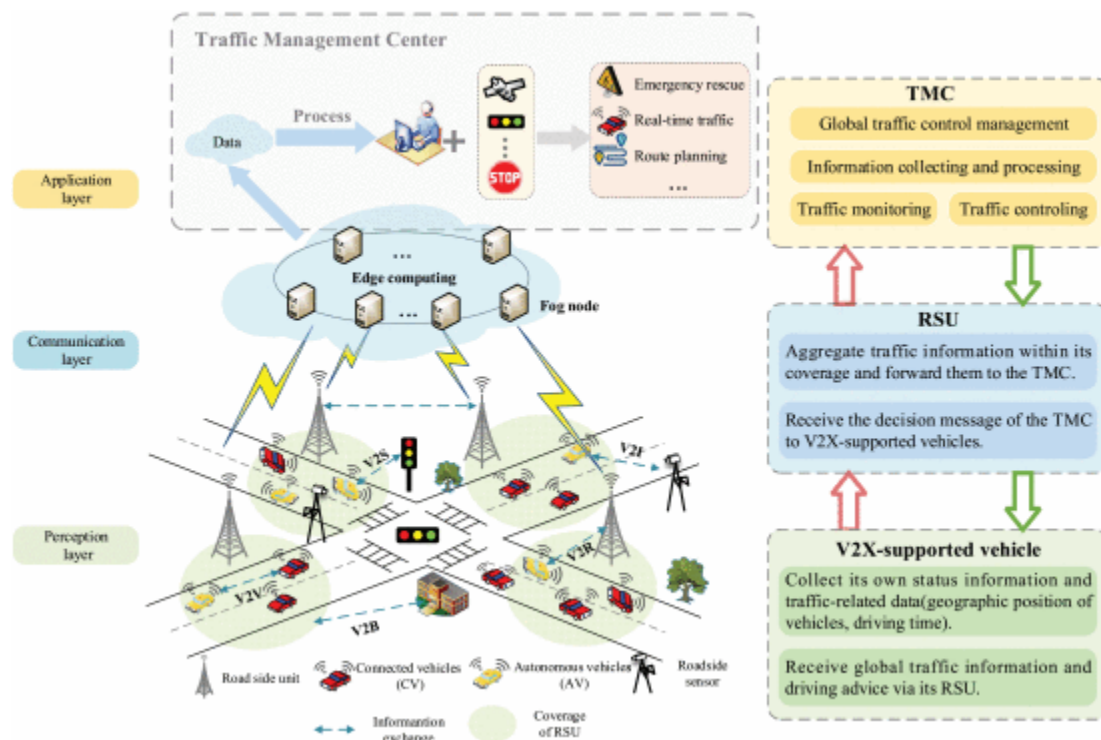 Traffic Management Center
Process
Data
Emergency rescue
Real-time traffic
Route planning
...
STOP
Application
layer
Edge computing
...
...
Fog node
Communication
layer
V2S
V2I
Perception
layer
V2V
V2R
V2B
Road side unit
Connected vehicles
(CV)
Autonomous vehicles
(AV)
Roadside
sensor
Informantion
exchange
Coverage
of RSU
TMC
Global traffic control management
Information collecting and processing
Traffic monitoring
Traffic controling
RSU
Aggregate traffic information within its
coverage and forward them to the TMC.
Receive the decision message of the TMC
to V2X-supported vehicles.
V2X-supported vehicle
Collect its own status information and
traffic-related data(geographic position of
vehicles, driving time).
Receive global traffic information and
driving advice via its RSU.